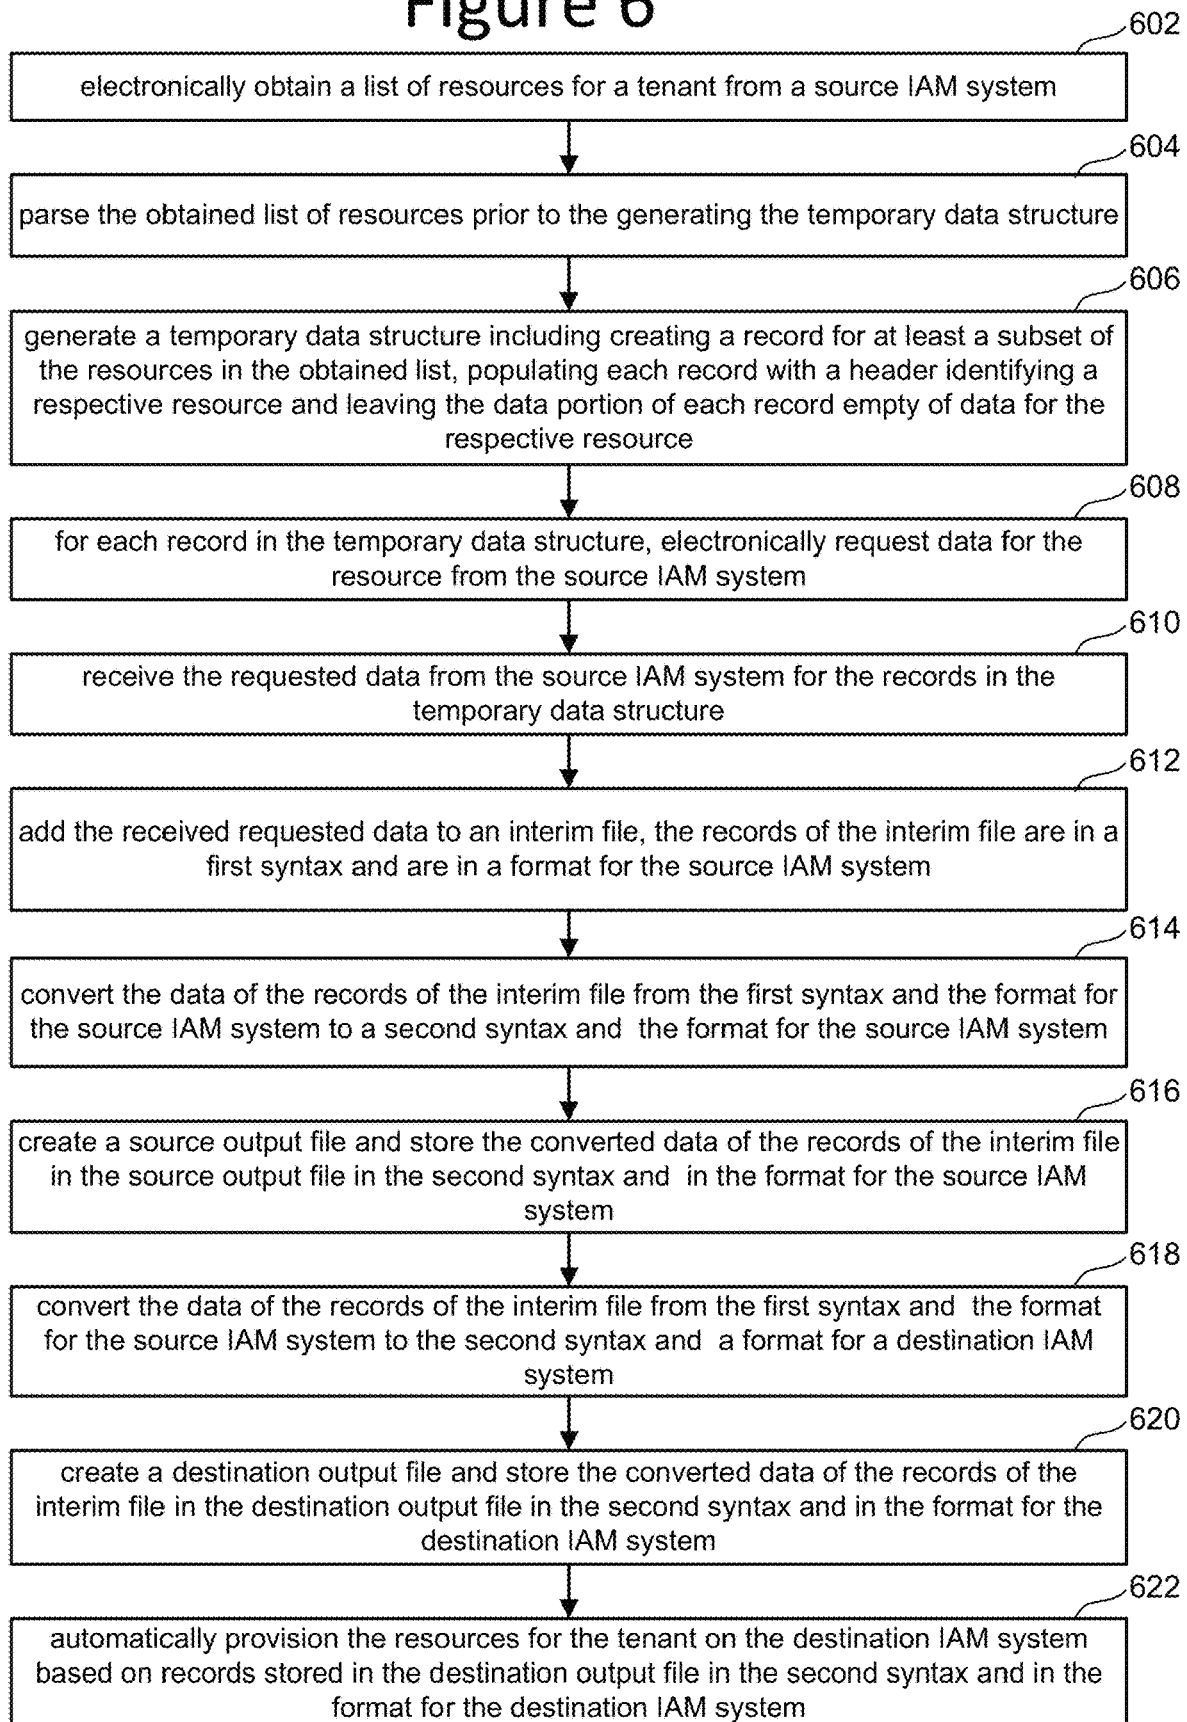 Figure 6
602
electronically obtain a list of resources for a tenant from a source IAM system
604
parse the obtained list of resources prior to the generating the temporary data structure
606
generate a temporary data structure including creating a record for at least a subset of
the resources in the obtained list, populating each record with a header identifying a
respective resource and leaving the data portion of each record empty of data for the
respective resource
608
for each record in the temporary data structure, electronically request data for the
resource from the source IAM system
610
receive the requested data from the source IAM system for the records in the
temporary data structure
612
add the received requested data to an interim file, the records of the interim file are in a
first syntax and are in a format for the source IAM system
614
convert the data of the records of the interim file from the first syntax and the format for
the source IAM system to a second syntax and the format for the source IAM system
616
create a source output file and store the converted data of the records of the interim file
in the source output file in the second syntax and in the format for the source IAM
system
618
convert the data of the records of the interim file from the first syntax and the format
for the source IAM system to the second syntax and a format for a destination IAM
system
620
create a destination output file and store the converted data of the records of the
interim file in the destination output file in the second syntax and in the format for the
destination IAM system
622
automatically provision the resources for the tenant on the destination IAM system
based on records stored in the destination output file in the second syntax and in the
format for the destination IAM system